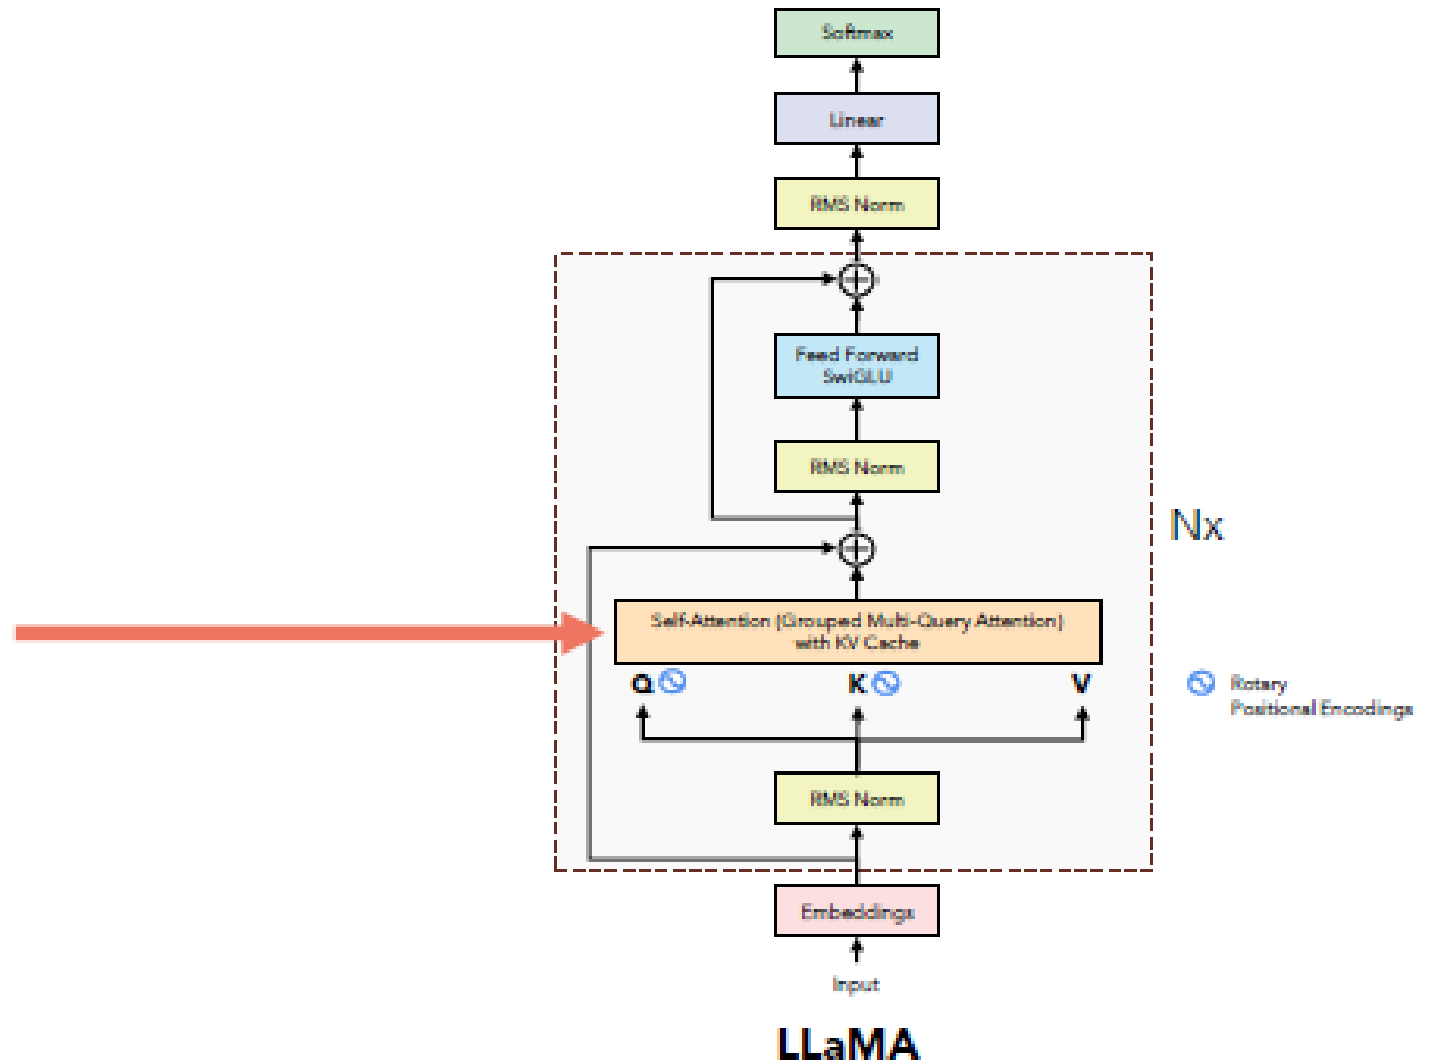 Softmax
Linear
RMS Norm
Feed Forward
SwiGLU
RMS Norm
Nx
Self-Attention (Grouped Multi-Query Attention)
with KV Cache
Q K V
Rotary
Positional Encodings
RMS Norm
Embeddings
Input
LLaMA